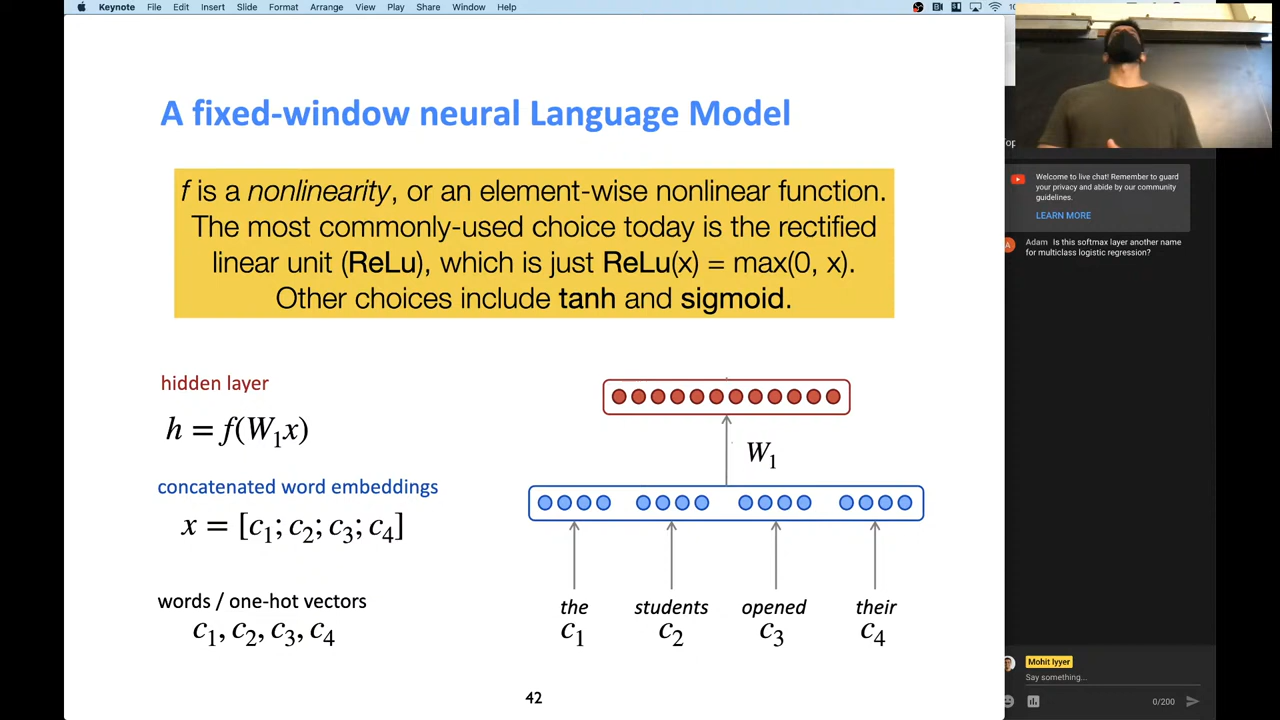 Keynote File Edit Insert Slide Format Arrange View Play Share Window Help
A fixed-window neural Language Model
f is a nonlinearity, or an element-wise nonlinear function.
The most commonly-used choice today is the rectified
linear unit (ReLu), which is just ReLu(x) = max(0, x).
Other choices include tanh and sigmoid.
hidden layer
h = f(W₁x)
W₁
concatenated word embeddings
x = [c₁; c₂; c₃; c₄]
words / one-hot vectors
c₁, c₂, c₃, c₄
the students opened their
c₁ c₂ c₃ c₄
42
Welcome to live chat! Remember to guard
your privacy and abide by our community
guidelines.
LEARN MORE
A
Adam Is this softmax layer another name
for multiclass logistic regression?
Mohit Iyyer
Say something...
0/200